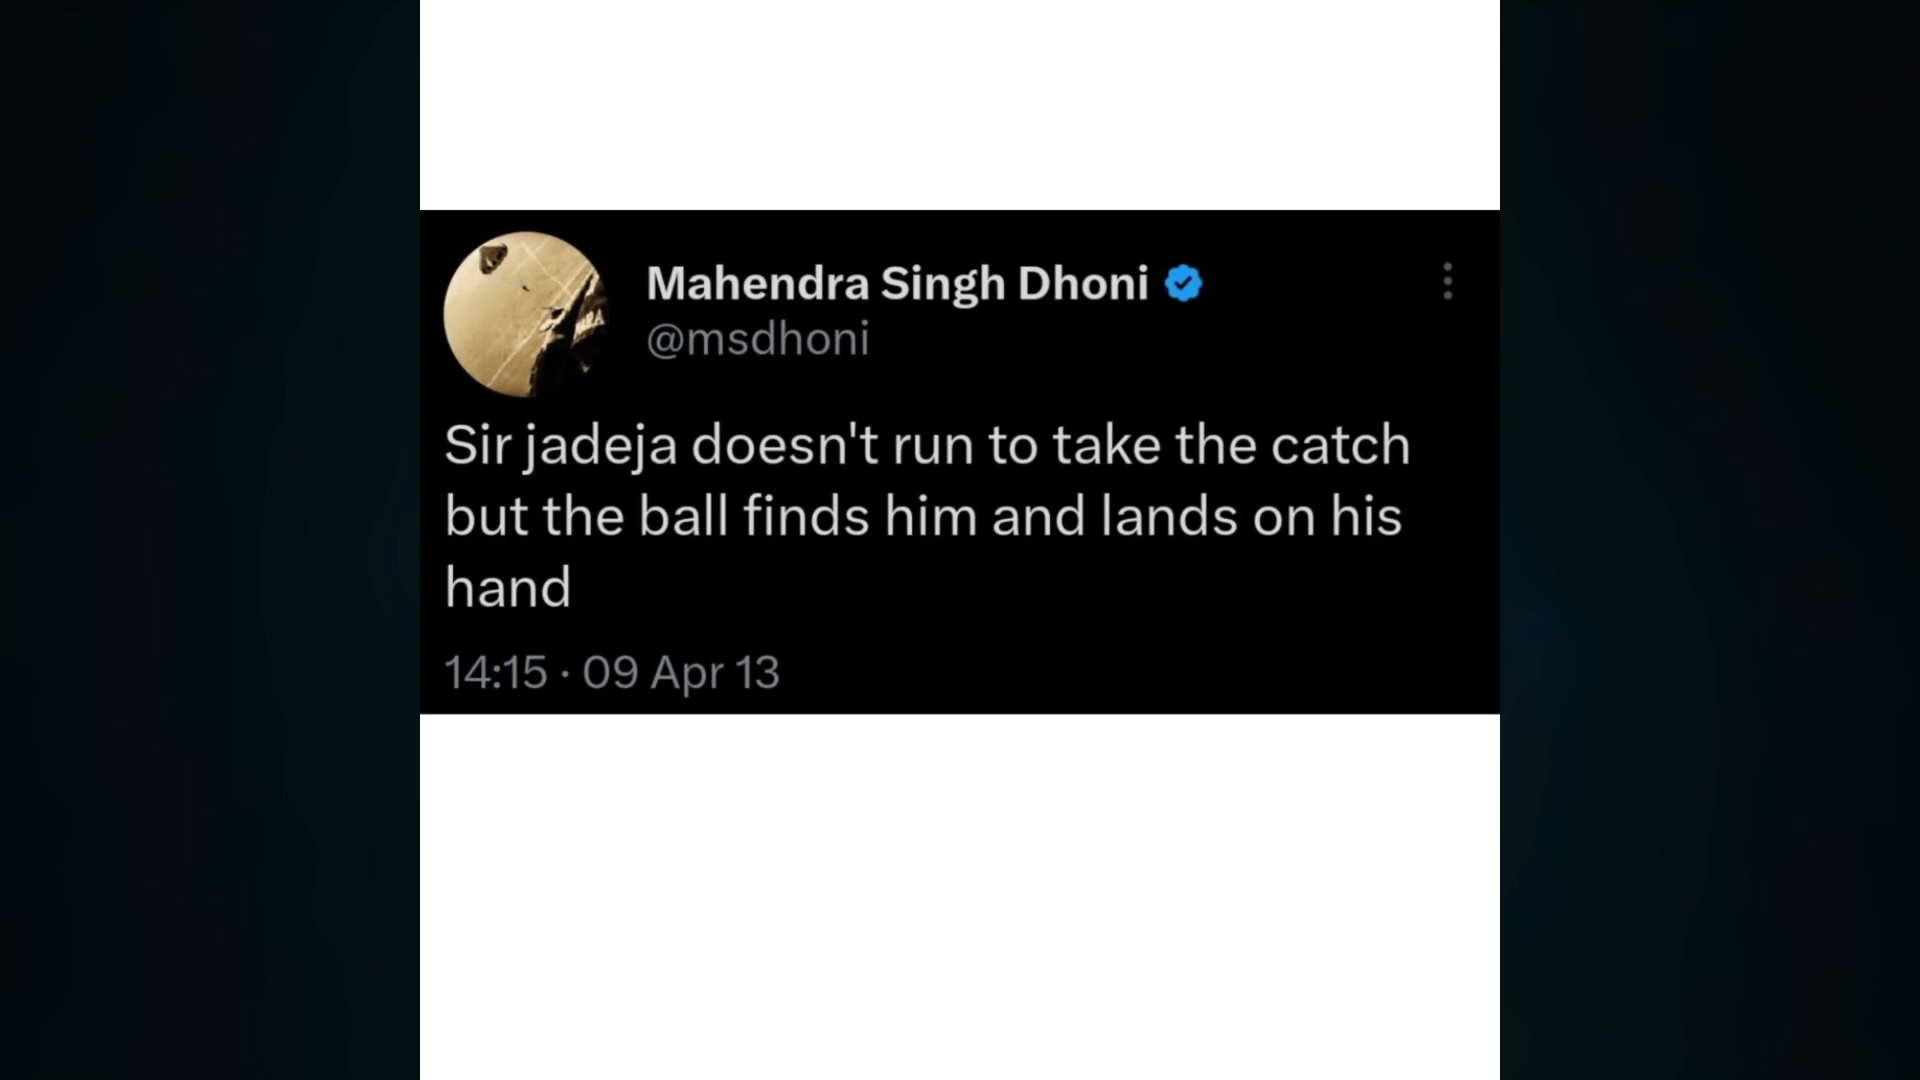 Mahendra Singh Dhoni
@msdhoni
Sir jadeja doesn't run to take the catch
but the ball finds him and lands on his
hand
14:15 · 09 Apr 13